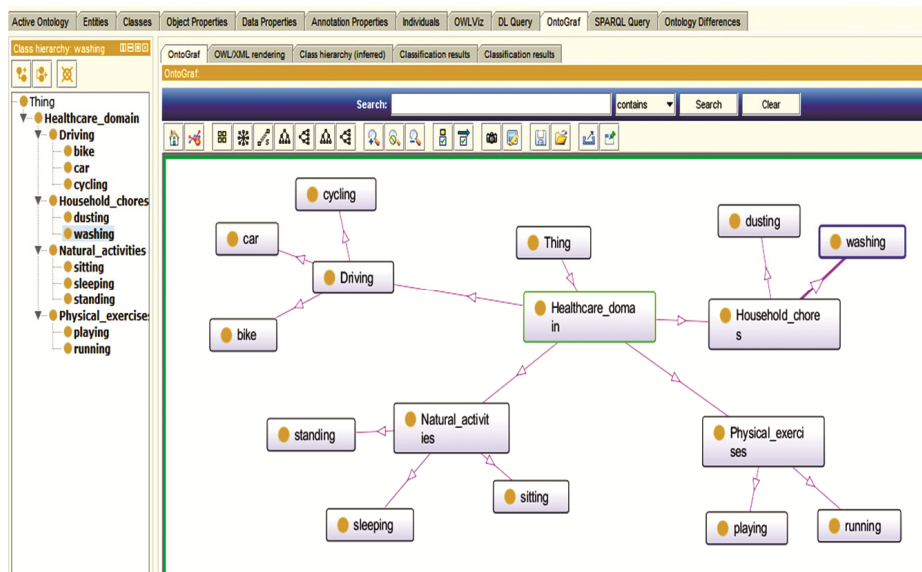 Active Ontology Entities Classes Object Properties Data Properties Annotation Properties Individuals OWLViz DL Query OntoGraf SPARQL Query Ontology Differences
Class hierarchy: washing
Thing
Healthcare_domain
Driving
bike
car
cycling
Household_chores
dusting
washing
Natural_activities
sitting
sleeping
standing
Physical_exercises
playing
running
OntoGraf OWL/XML rendering Class hierarchy (inferred) Classification results Classification results
OntoGraf:
Search: contains Search Clear
cycling
car
Driving
bike
Thing
Healthcare_doma
in
dusting
washing
Household_chore
s
standing
Natural_activit
ies
sleeping
sitting
Physical_exerci
ses
playing
running